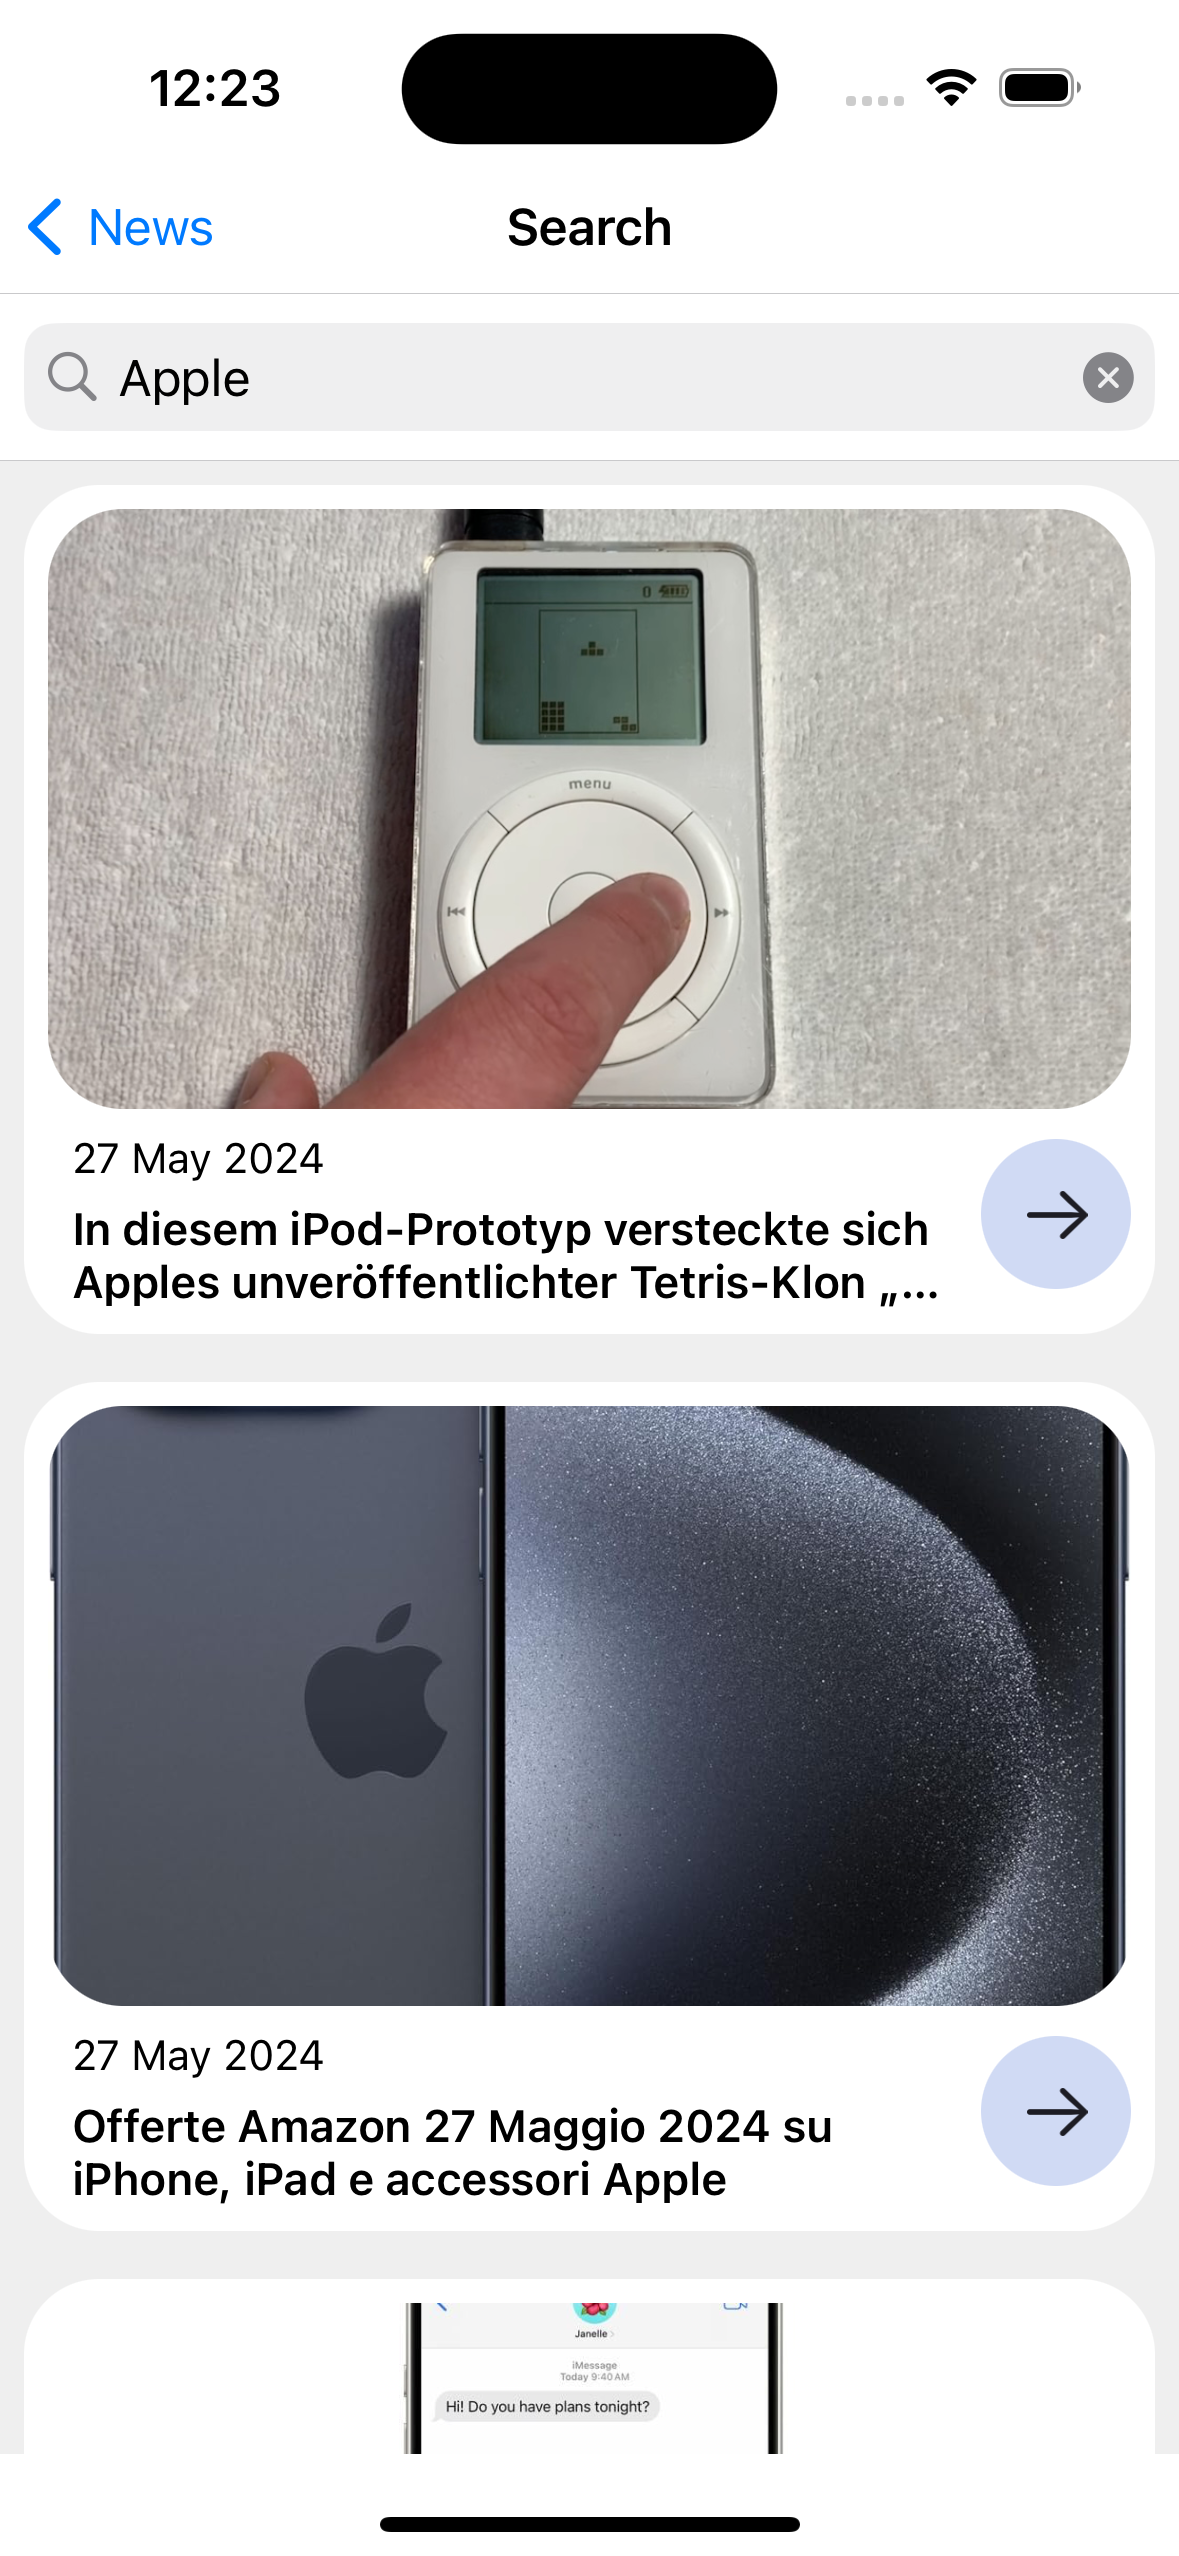 12:23
News
Search
Apple
0
menu
27 May 2024
In diesem iPod-Prototyp versteckte sich
Apples unveröffentlichter Tetris-Klon „...
27 May 2024
Offerte Amazon 27 Maggio 2024 su
iPhone, iPad e accessori Apple
Janelle
iMessage
Today 9:40 AM
Hi! Do you have plans tonight?